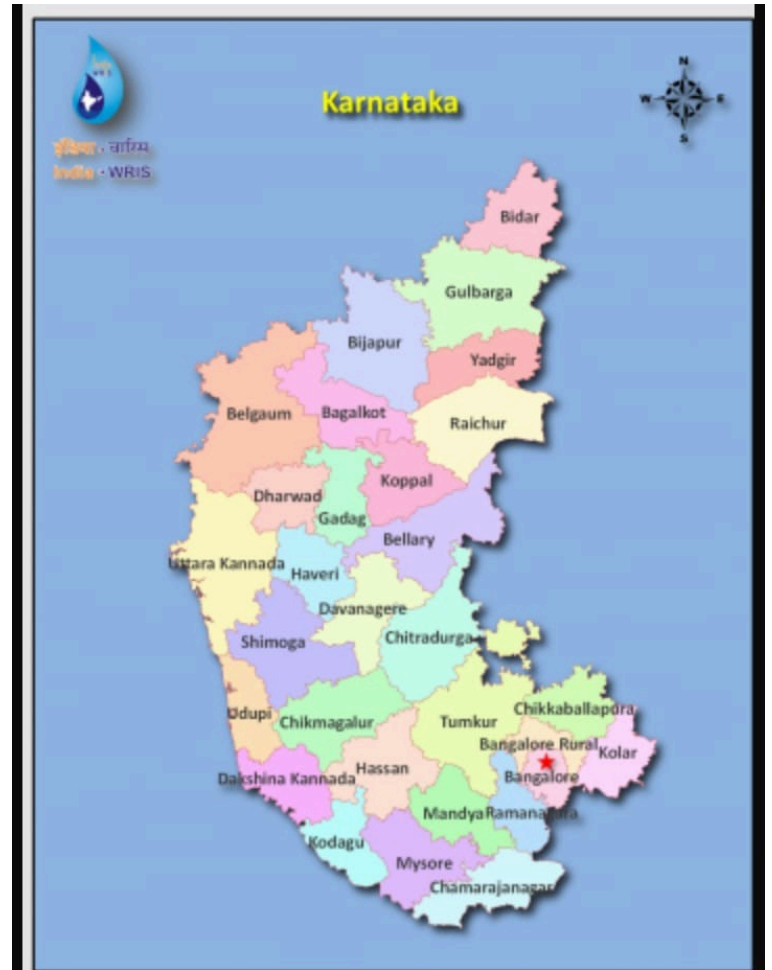 Karnataka
N
W E
S
इंडिया - वारिस
India - WRIS
Bidar
Gulbarga
Bijapur
Yadgir
Belgaum
Bagalkot
Raichur
Dharwad
Gadag
Koppal
Bellary
Uttara Kannada
Haveri
Davanagere
Chitradurga
Shimoga
Udupi
Chikmagalur
Tumkur
Chikkaballapura
Bangalore Rural
Kolar
Dakshina Kannada
Hassan
Bangalore
Mandya
Ramanagara
Kodagu
Mysore
Chamarajanagar